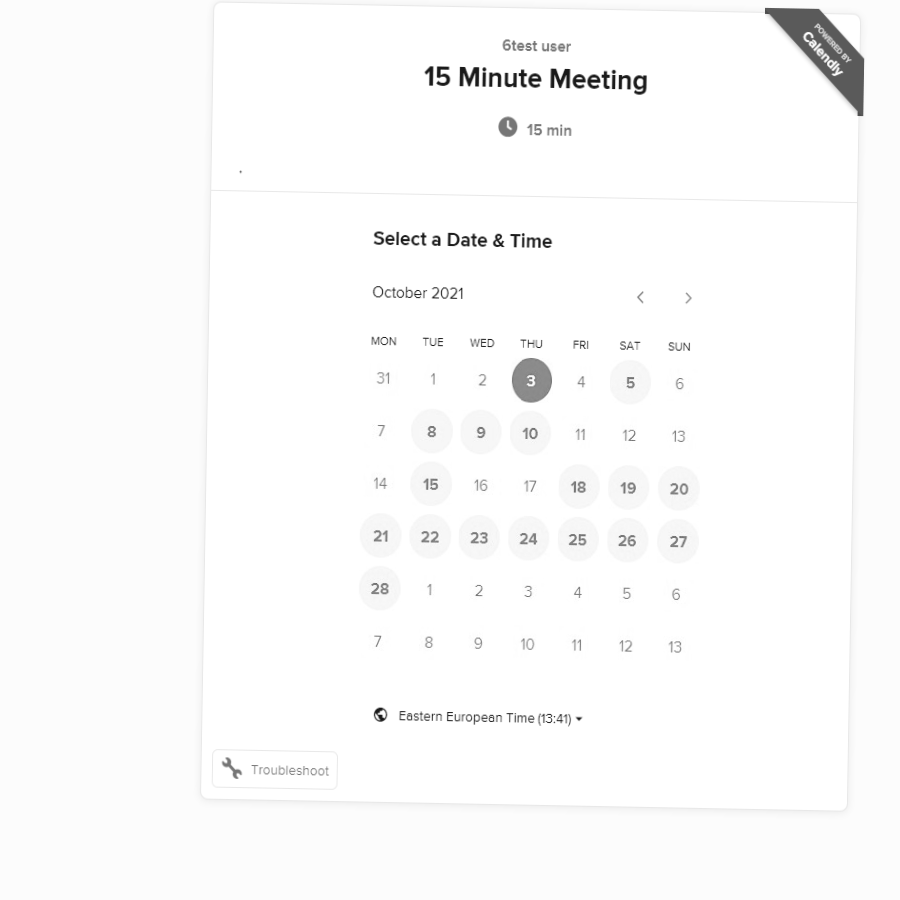 POWERED BY
Calendly
6test user
15 Minute Meeting
15 min
.
Select a Date & Time
October 2021
MON TUE WED THU FRI SAT SUN
31 1 2 3 4 5 6
7 8 9 10 11 12 13
14 15 16 17 18 19 20
21 22 23 24 25 26 27
28 1 2 3 4 5 6
7 8 9 10 11 12 13
Eastern European Time (13:41)
Troubleshoot